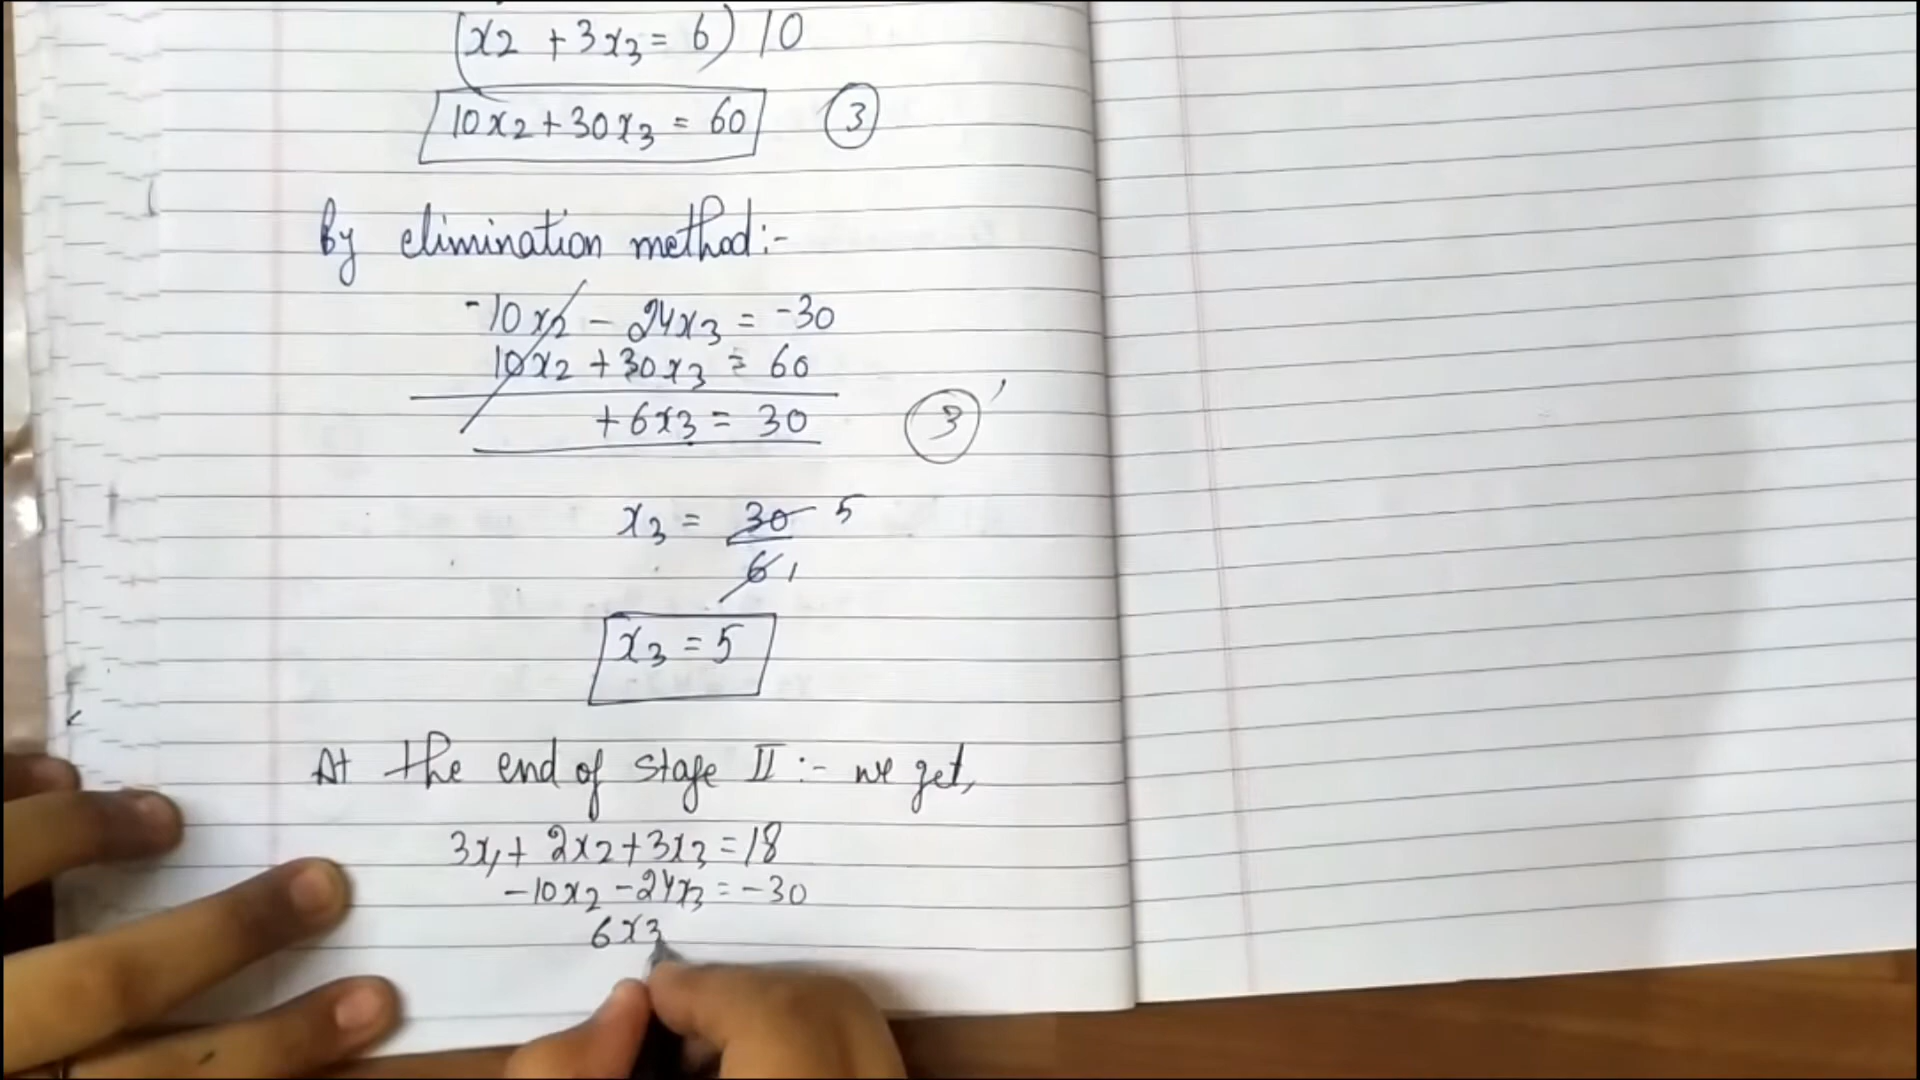 (x2 + 3x3 = 6) 10
10x2 + 30x3 = 60 3
By elimination method:-
-10x2 - 24x3 = -30
10x2 + 30x3 = 60
+6x3 = 30 3'
x3 = 30 5
6 1
x3 = 5
At the end of stage II :- we get,
3x1 + 2x2 + 3x3 = 18
-10x2 - 24x3 = -30
6x3